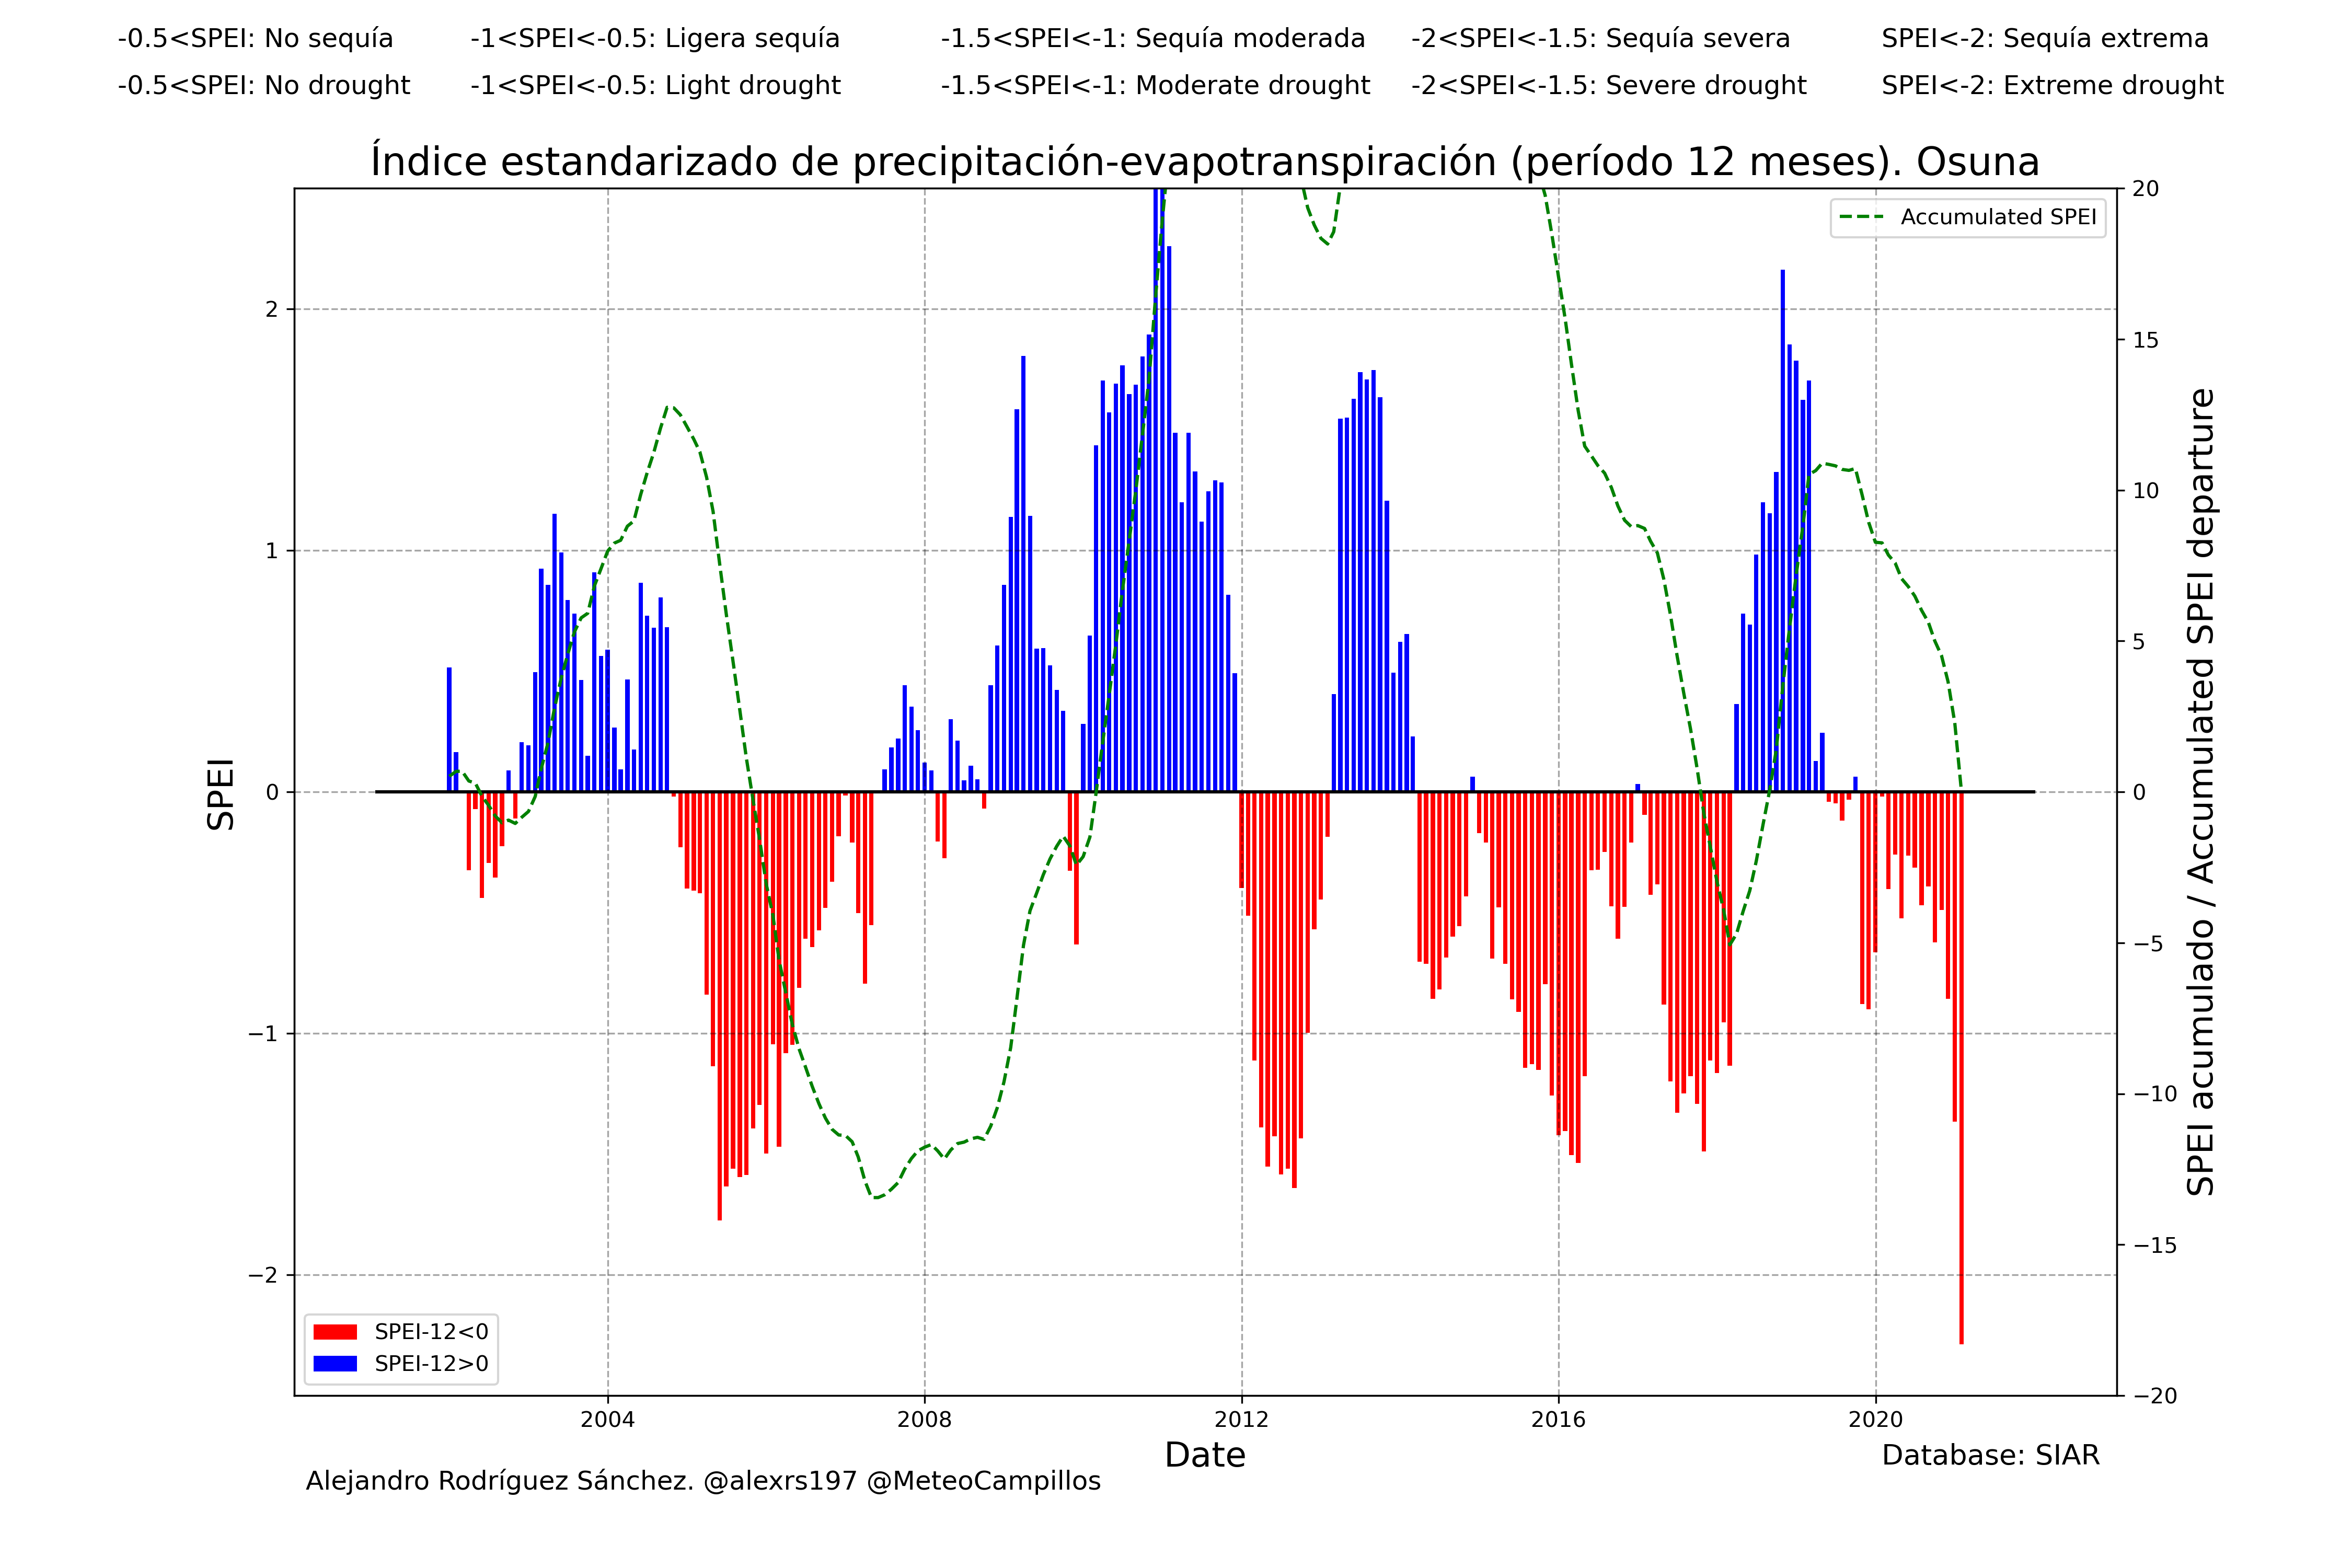 -0.5<SPEI: No sequía -1<SPEI<-0.5: Ligera sequía -1.5<SPEI<-1: Sequía moderada -2<SPEI<-1.5: Sequía severa SPEI<-2: Sequía extrema
-0.5<SPEI: No drought -1<SPEI<-0.5: Light drought -1.5<SPEI<-1: Moderate drought -2<SPEI<-1.5: Severe drought SPEI<-2: Extreme drought
Índice estandarizado de precipitación-evapotranspiración (período 12 meses). Osuna
SPEI
2
1
0
−1
−2
Accumulated SPEI
20
15
10
5
0
−5
−10
−15
−20
SPEI acumulado / Accumulated SPEI departure
SPEI-12<0
SPEI-12>0
2004 2008 2012 2016 2020
Date
Database: SIAR
Alejandro Rodríguez Sánchez. @alexrs197 @MeteoCampillos